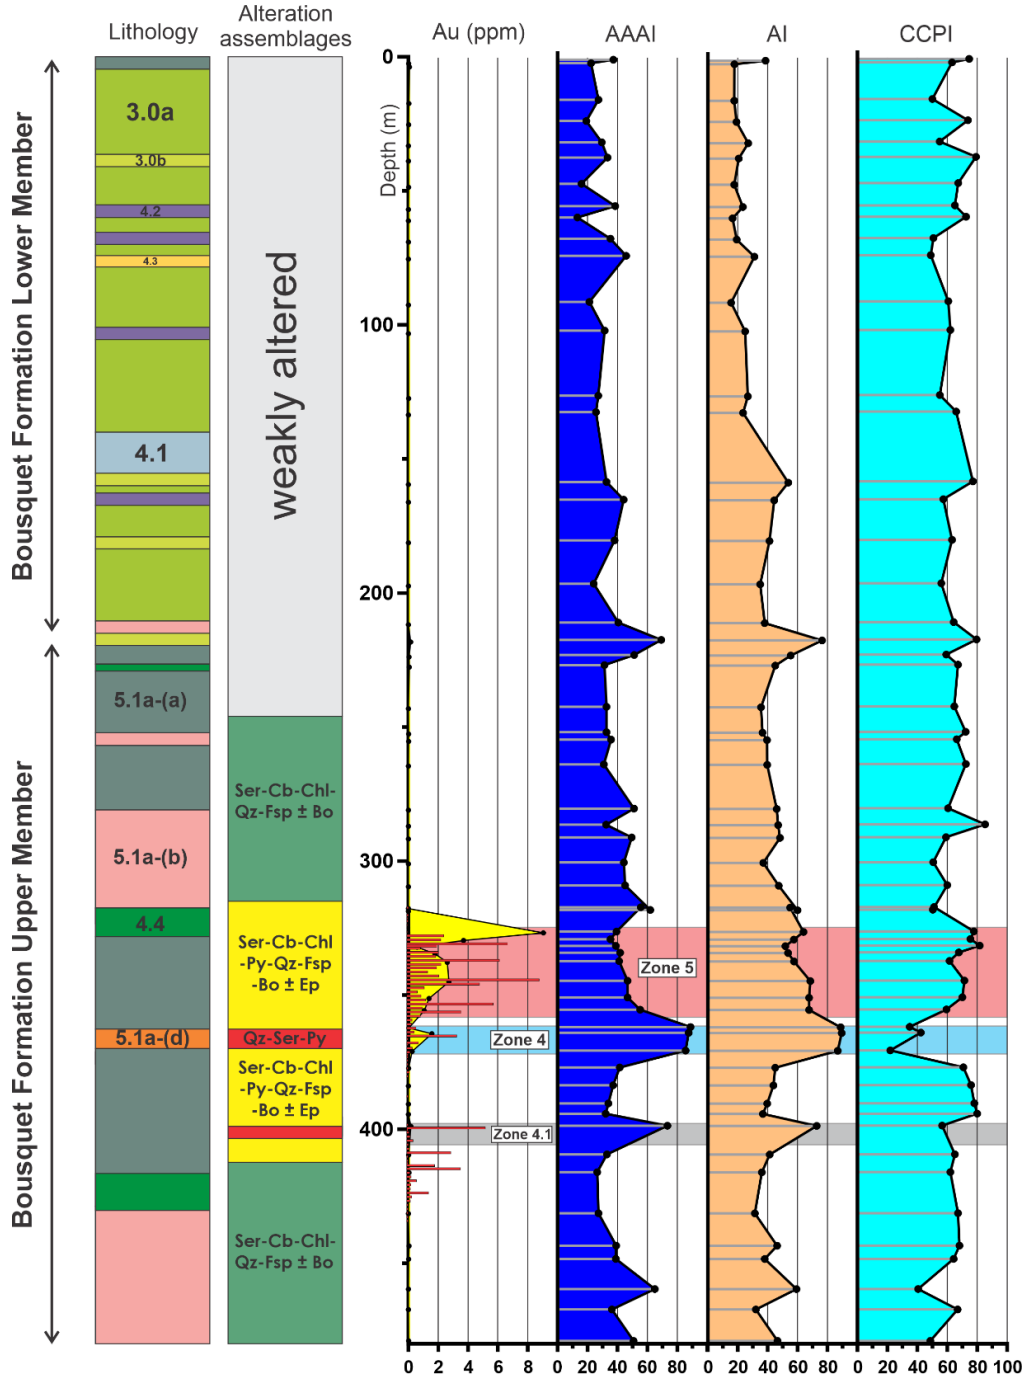 Lithology
Alteration
assemblages
Au (ppm)
AAAI
AI
CCPI
Bousquet Formation Lower Member
Bousquet Formation Upper Member
3.0a
3.0b
4.2
4.3
4.1
5.1a-(a)
5.1a-(b)
4.4
5.1a-(d)
weakly altered
Ser-Cb-Chl-
Qz-Fsp ± Bo
Ser-Cb-Chl
-Py-Qz-Fsp
-Bo ± Ep
Qz-Ser-Py
Ser-Cb-Chl
-Py-Qz-Fsp
-Bo ± Ep
Ser-Cb-Chl-
Qz-Fsp ± Bo
Depth (m)
0
100
200
300
400
Zone 5
Zone 4
Zone 4.1
0 2 4 6 8
0 20 40 60 80
0 20 40 60 80
0 20 40 60 80 100